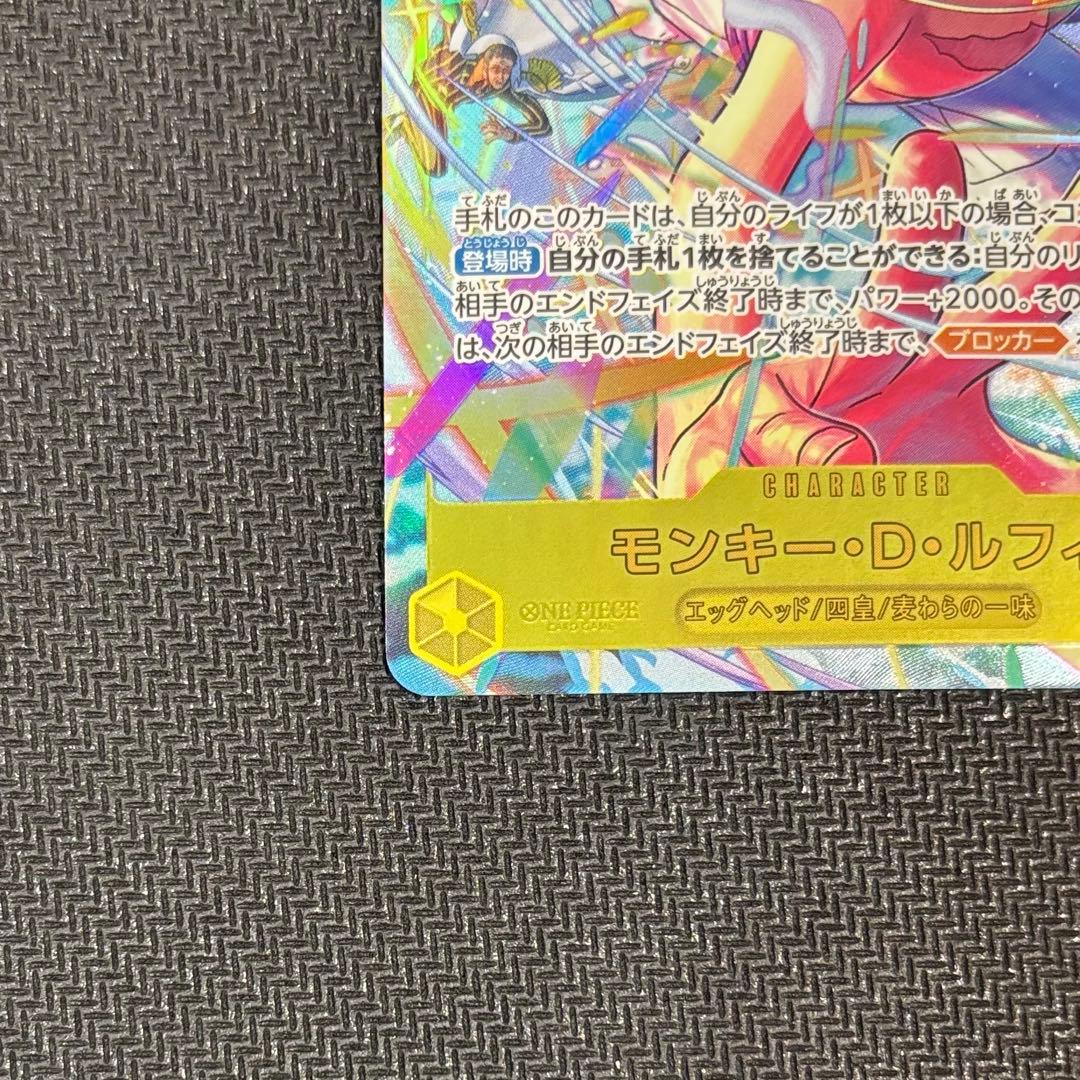 手札のこのカードは、自分のライフが1枚以下の場合、コ
登場時 自分の手札1枚を捨てることができる：自分のリ
相手のエンドフェイズ終了時まで、パワー+2000。その
は、次の相手のエンドフェイズ終了時まで、ブロッカー
CHARACTER
モンキー・D・ルフィ
ONE PIECE
CARD GAME
エッグヘッド/四皇/麦わらの一味